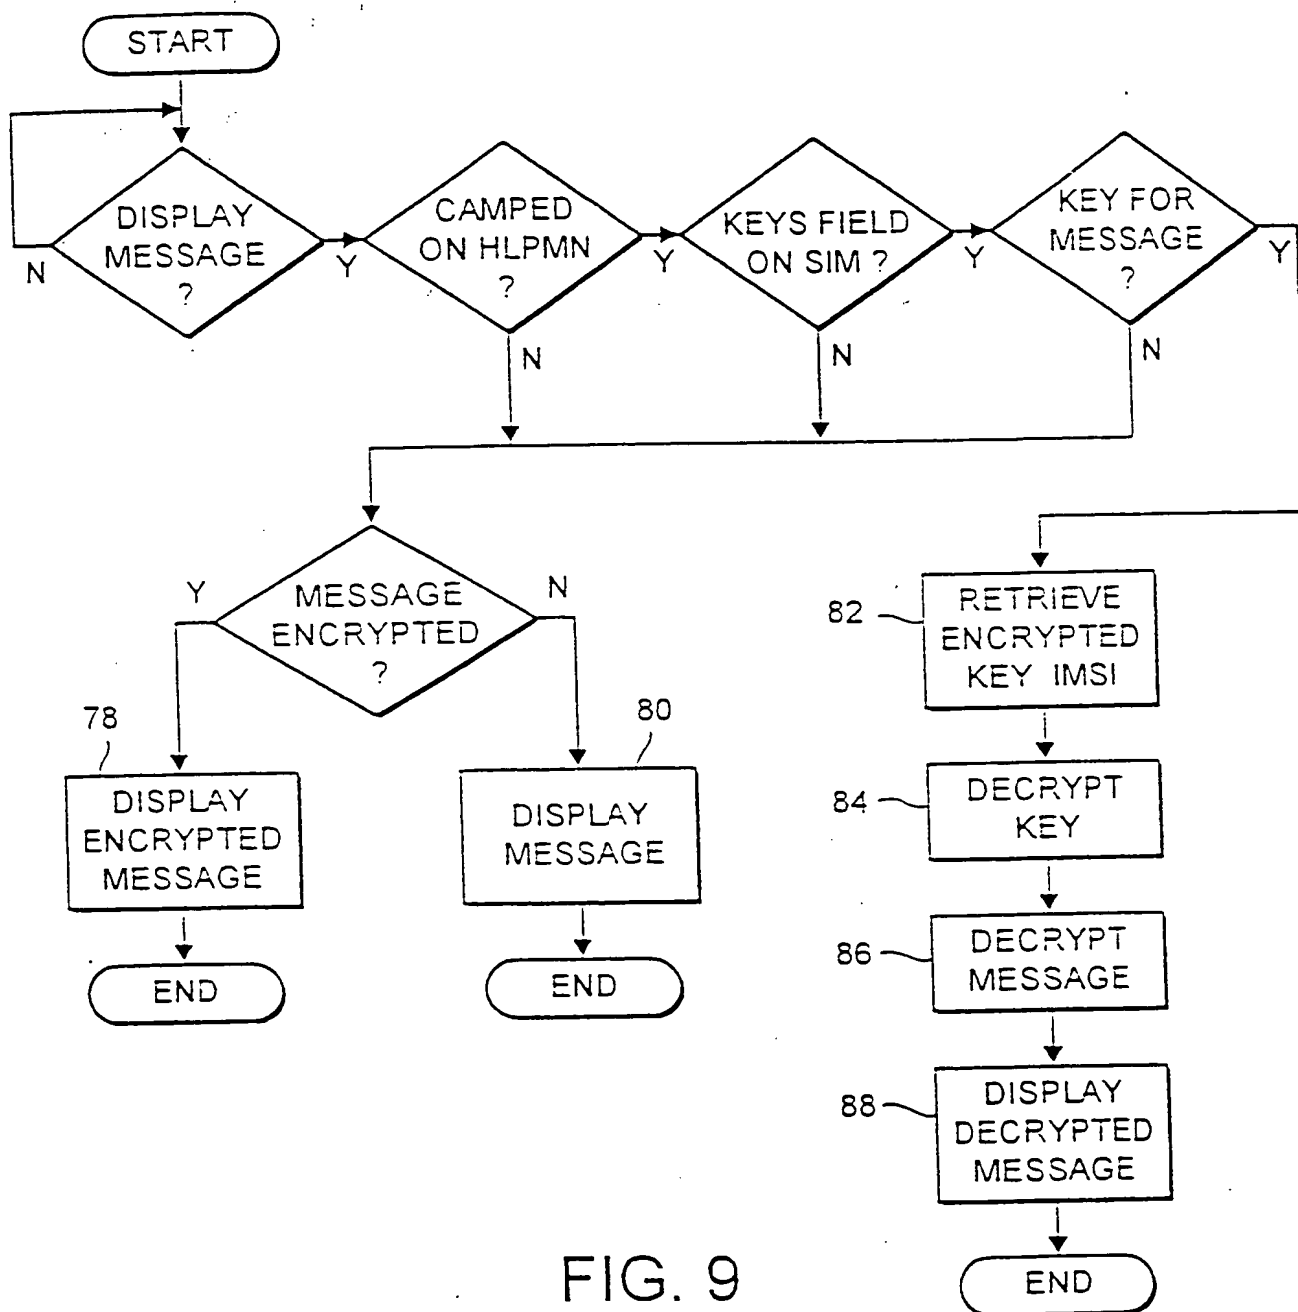 START
DISPLAY
MESSAGE
?
N
Y
CAMPED
ON HLPMN
?
Y
N
KEYS FIELD
ON SIM ?
Y
N
KEY FOR
MESSAGE
?
Y
N
MESSAGE
ENCRYPTED
?
Y
N
78
DISPLAY
ENCRYPTED
MESSAGE
END
80
DISPLAY
MESSAGE
END
82
RETRIEVE
ENCRYPTED
KEY IMSI
84
DECRYPT
KEY
86
DECRYPT
MESSAGE
88
DISPLAY
DECRYPTED
MESSAGE
END
FIG. 9